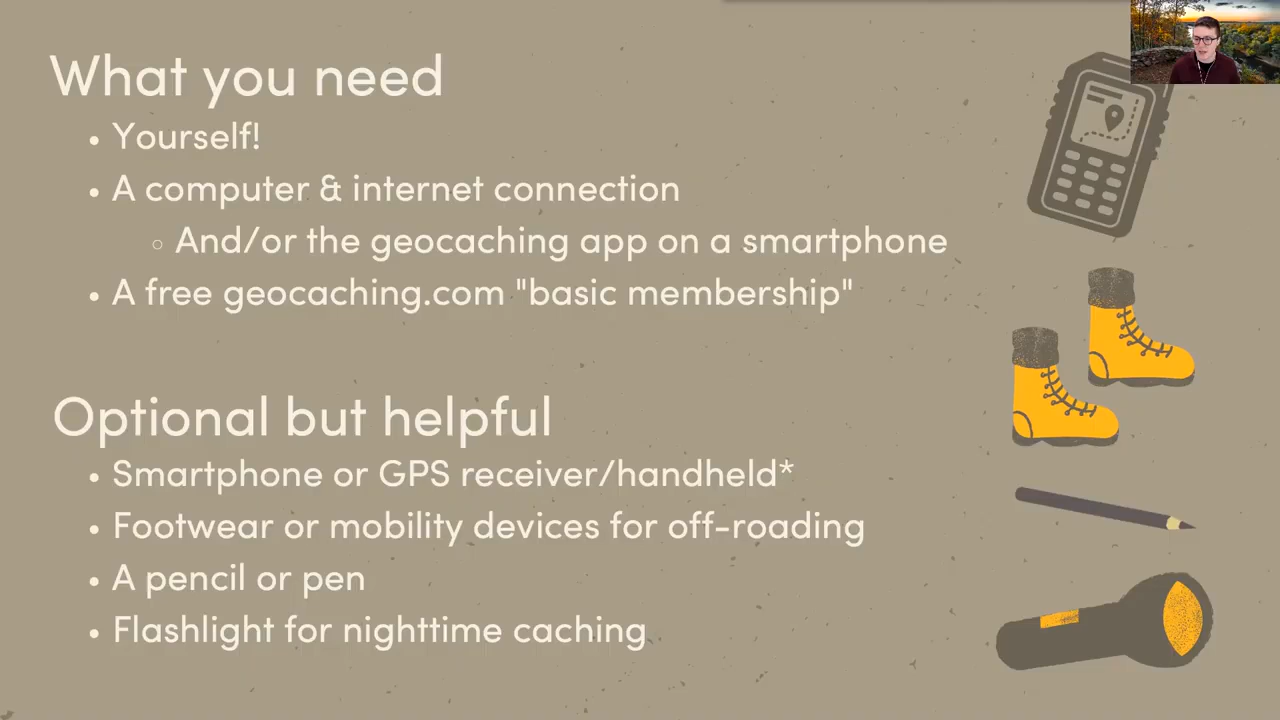 What you need
• Yourself!
• A computer & internet connection
◦ And/or the geocaching app on a smartphone
• A free geocaching.com "basic membership"
Optional but helpful
• Smartphone or GPS receiver/handheld*
• Footwear or mobility devices for off-roading
• A pencil or pen
• Flashlight for nighttime caching